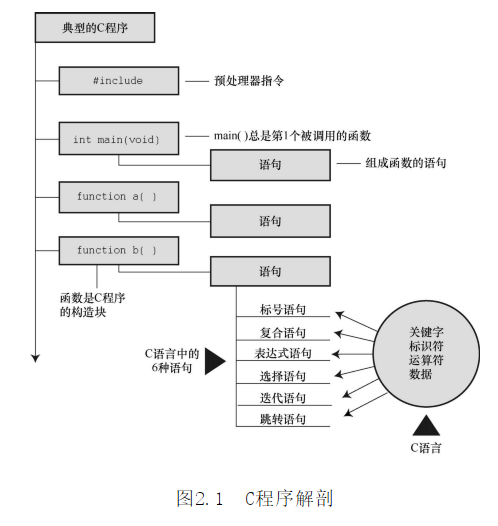 典型的C程序
#include
预处理器指令
int main(void)
main( )总是第1个被调用的函数
语句
组成函数的语句
function a( )
语句
function b( )
语句
函数是C程序
的构造块
标号语句
复合语句
表达式语句
选择语句
迭代语句
跳转语句
C语言中的
6种语句
关键字
标识符
运算符
数据
C语言
图2.1 C程序解剖